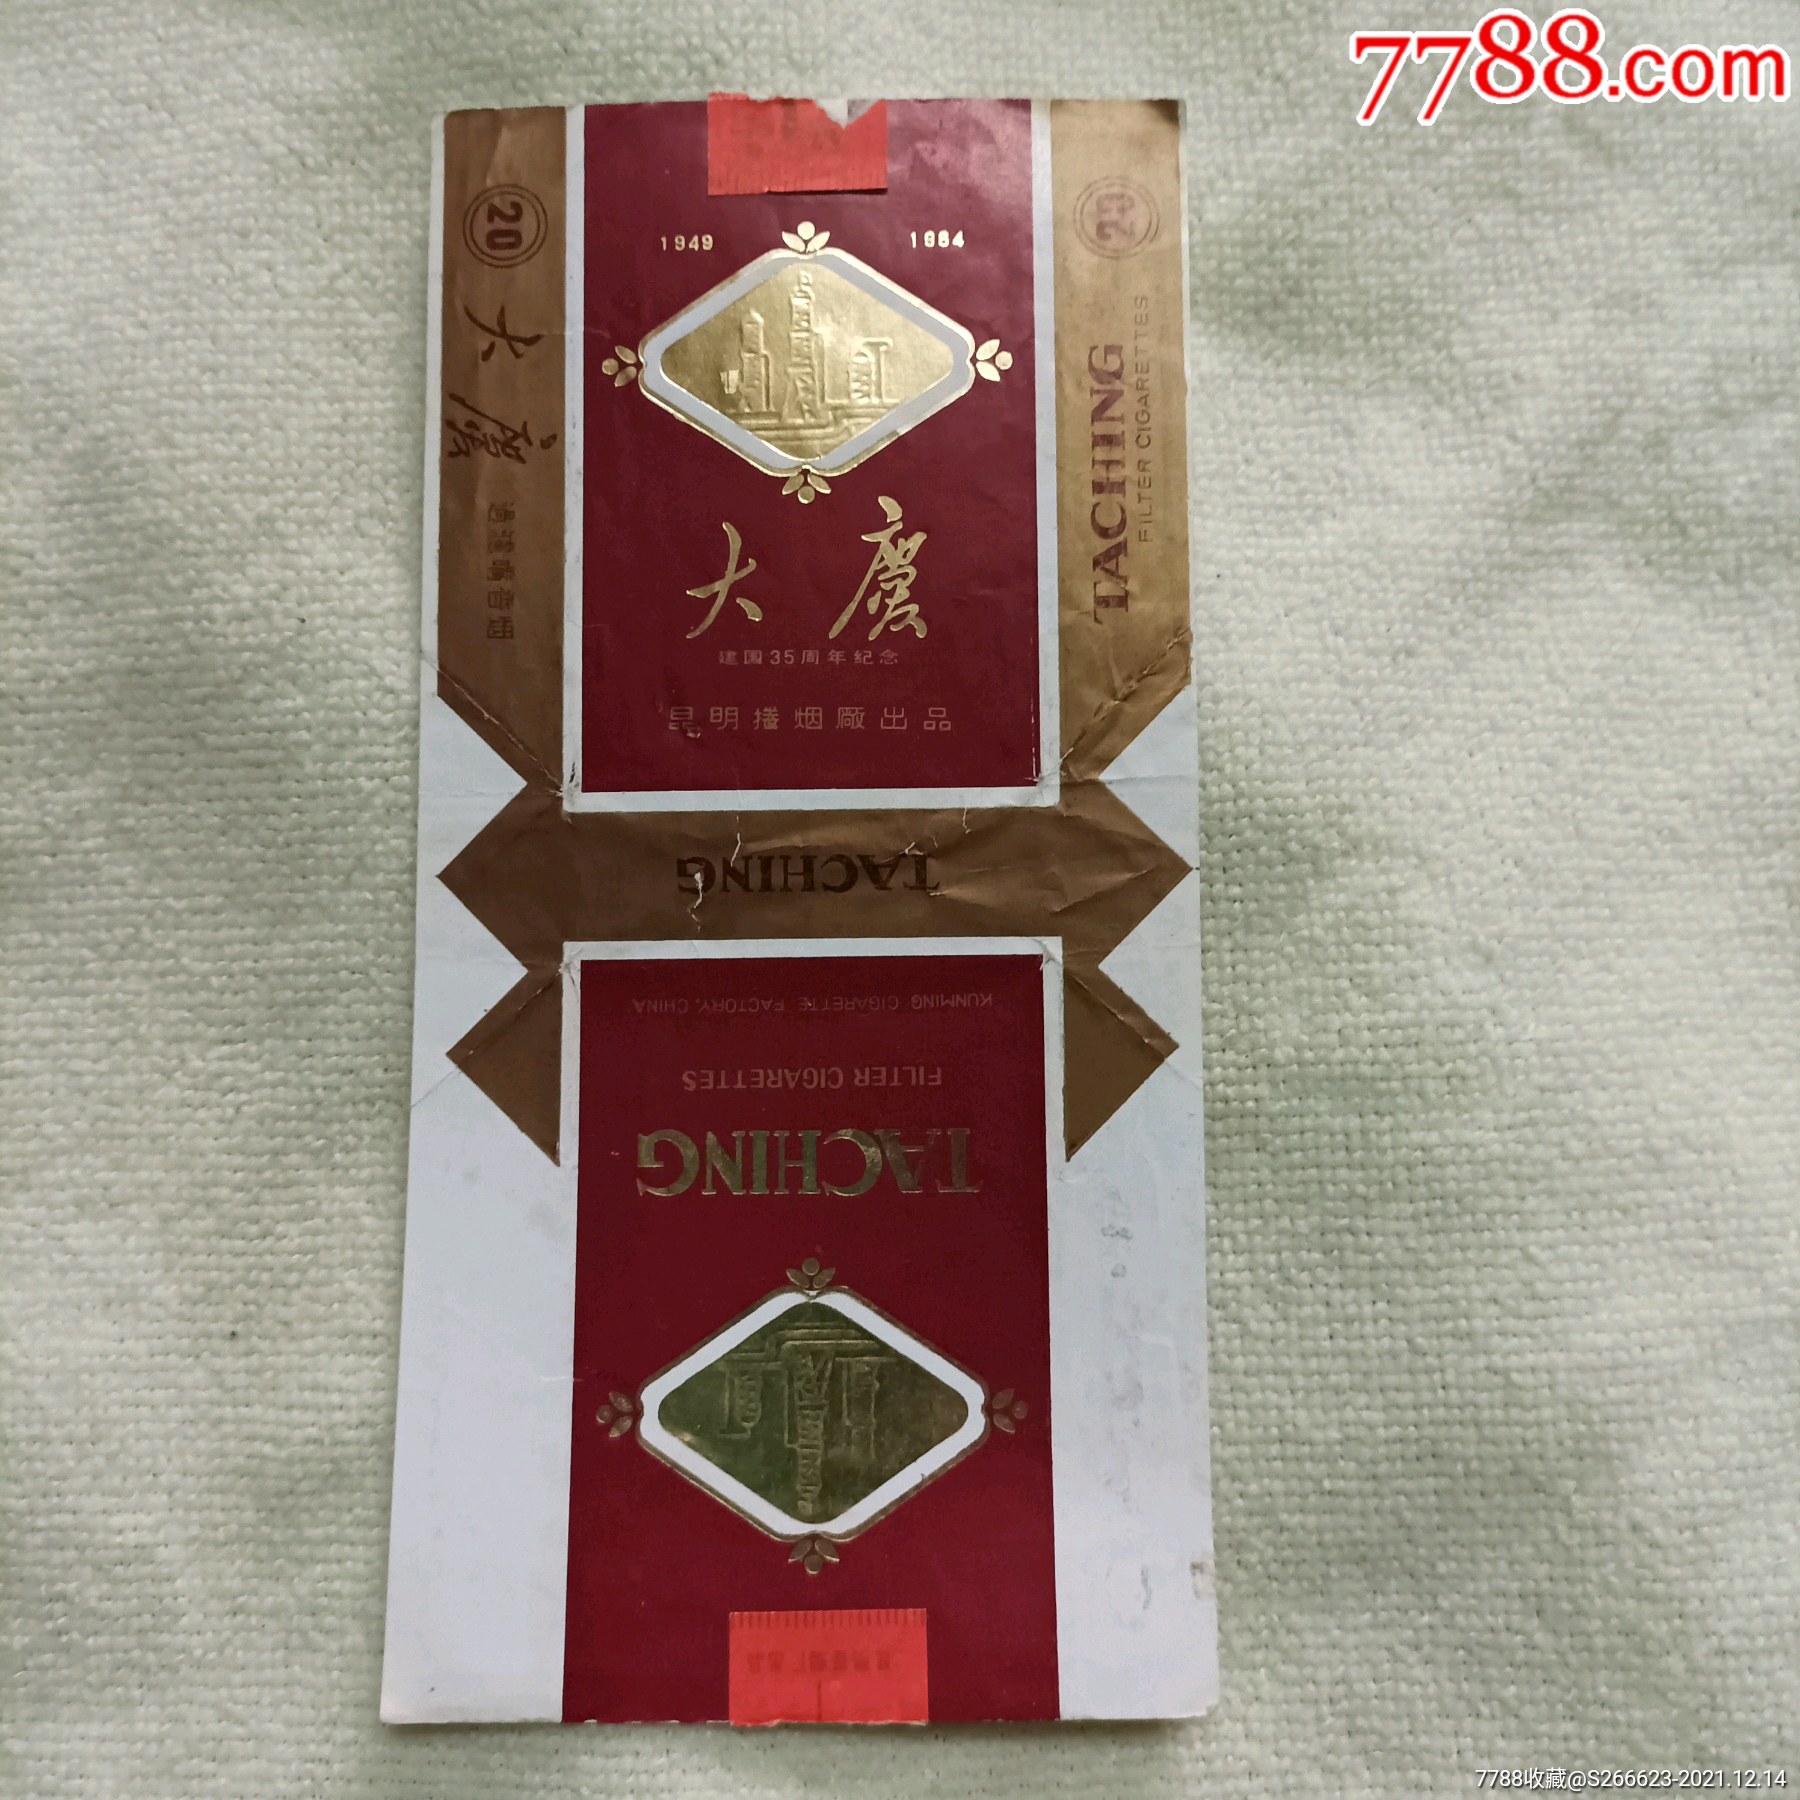 7788.com
1949 1984
大慶
建国35周年纪念
昆明捲烟厰出品
20
大慶
過濾嘴香烟
20
TACHING
FILTER CIGARETTES
TACHING
KUNMING CIGARETTE FACTORY, CHINA
FILTER CIGARETTES
TACHING
7788收藏@S266623-2021.12.14